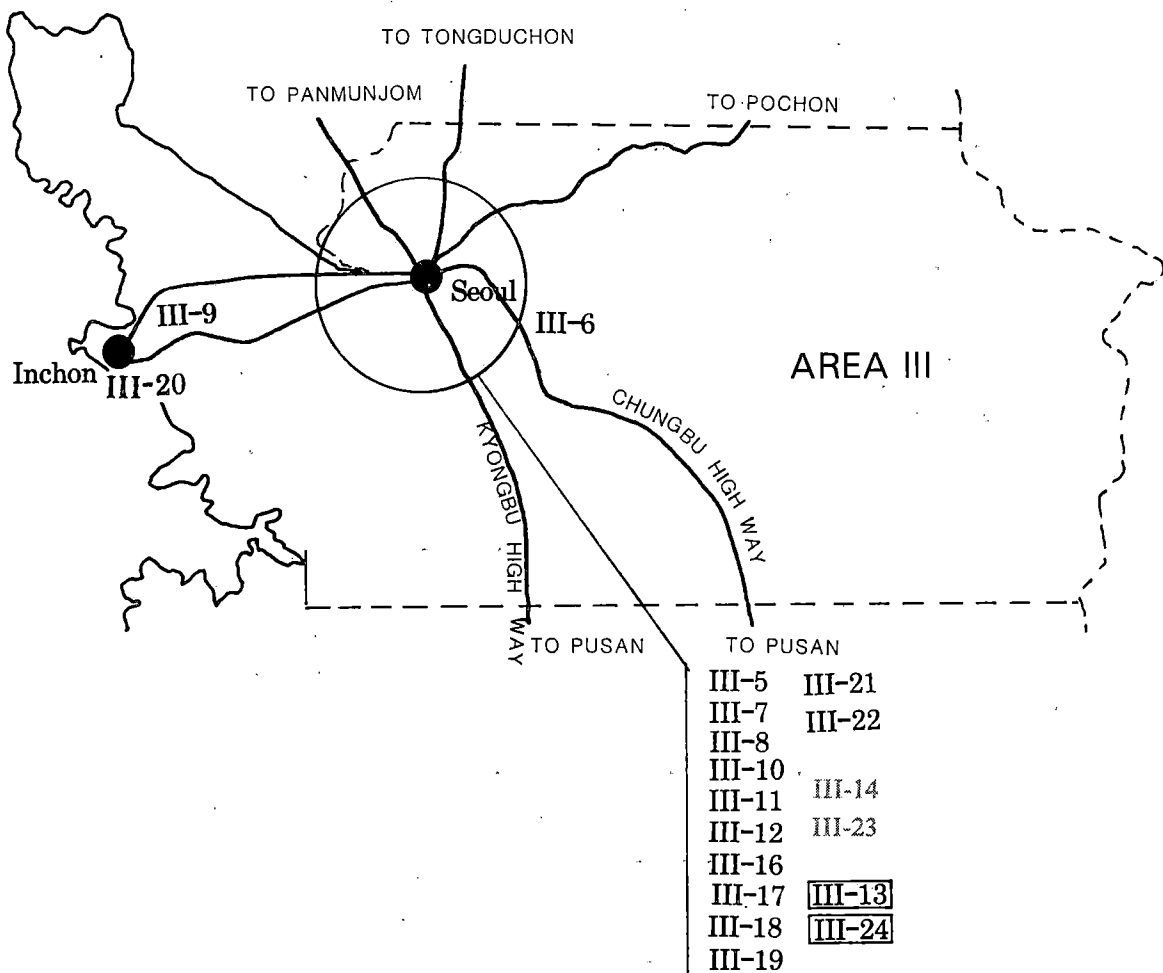 TO TONGDUCHON
TO PANMUNJOM
TO POCHON
Seoul
III-9
III-6
Inchon
III-20
AREA III
CHUNGBU HIGH WAY
KYONGBU HIGH WAY
TO PUSAN
TO PUSAN
III-5 III-21
III-7 III-22
III-8
III-10
III-11 III-14
III-12 III-23
III-16
III-17 III-13
III-18 III-24
III-19